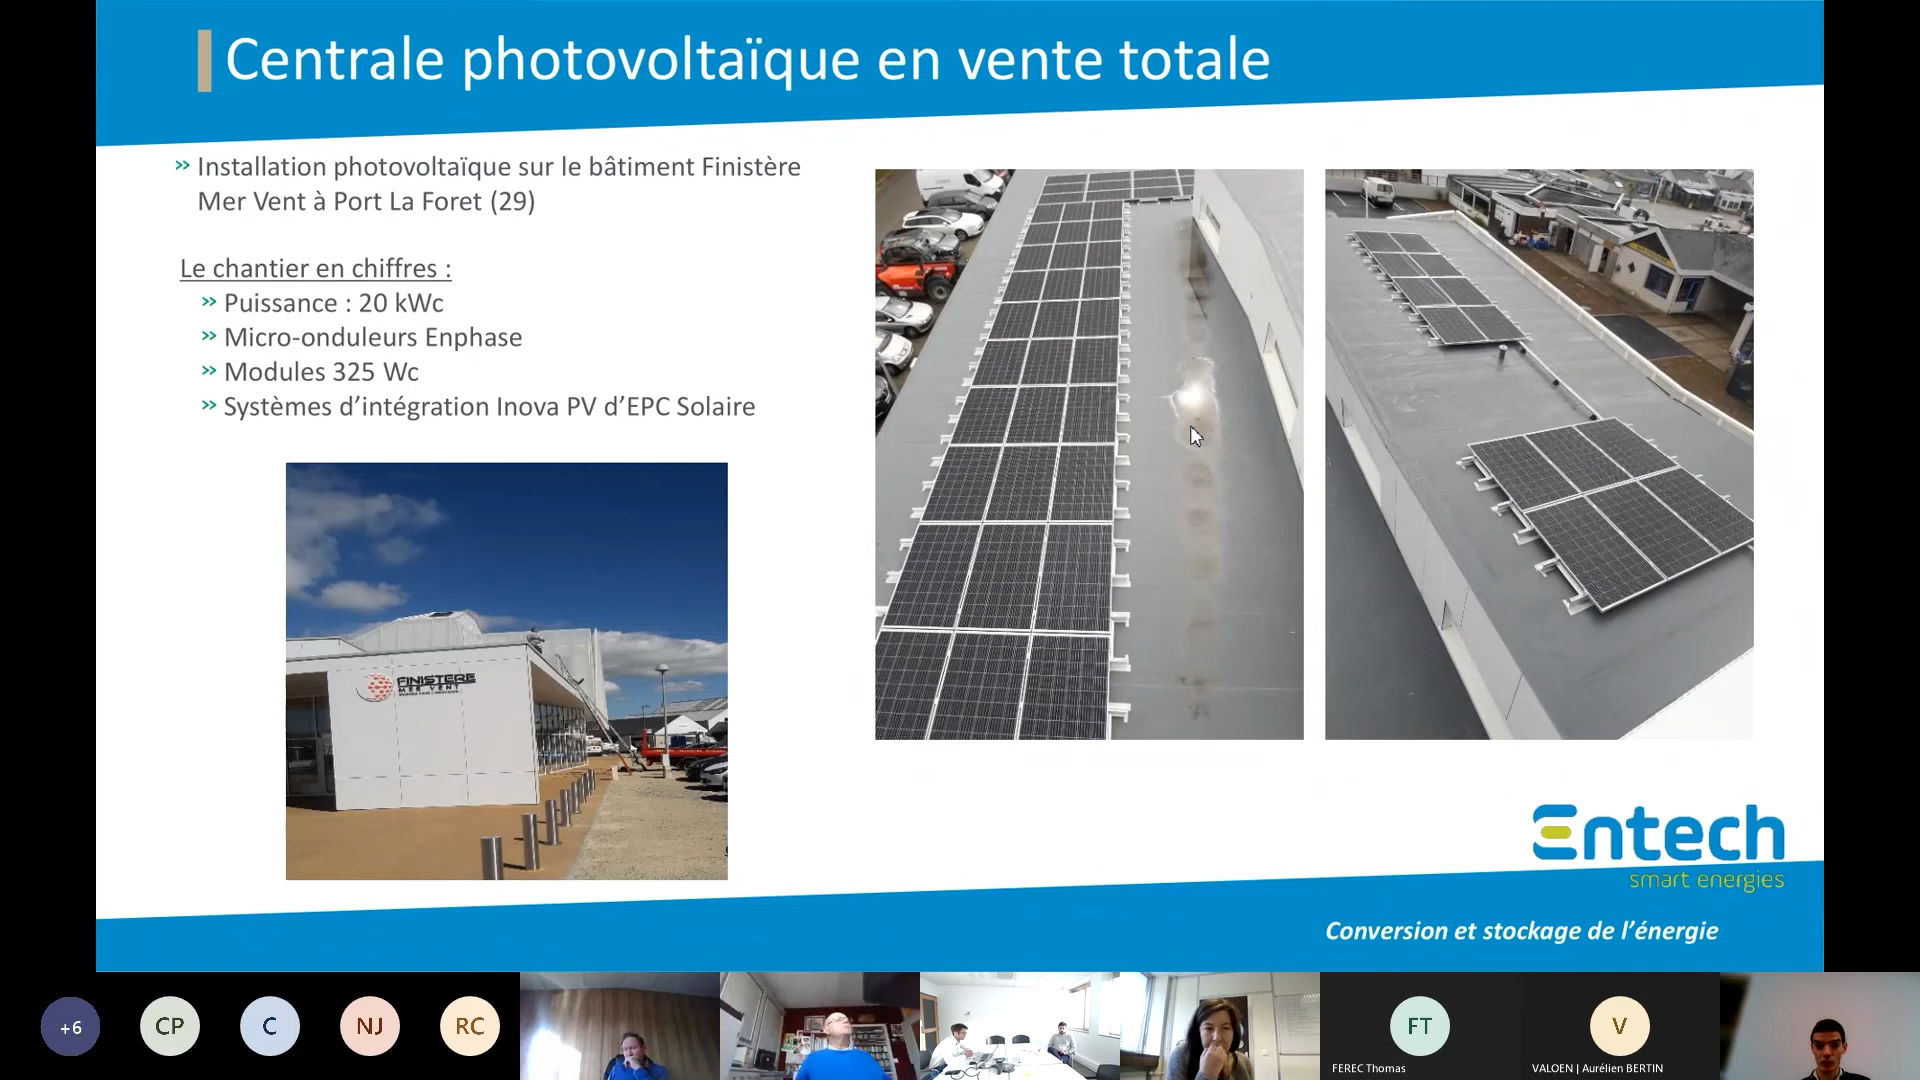 Centrale photovoltaïque en vente totale
» Installation photovoltaïque sur le bâtiment Finistère
Mer Vent à Port La Foret (29)
Le chantier en chiffres :
» Puissance : 20 kWc
» Micro-onduleurs Enphase
» Modules 325 Wc
» Systèmes d’intégration Inova PV d’EPC Solaire
FINISTERE
MER VENT
Entech
smart energies
Conversion et stockage de l’énergie
+6
CP
C
NJ
RC
FT
V
FEREC Thomas
VALOEN | Aurélien BERTIN